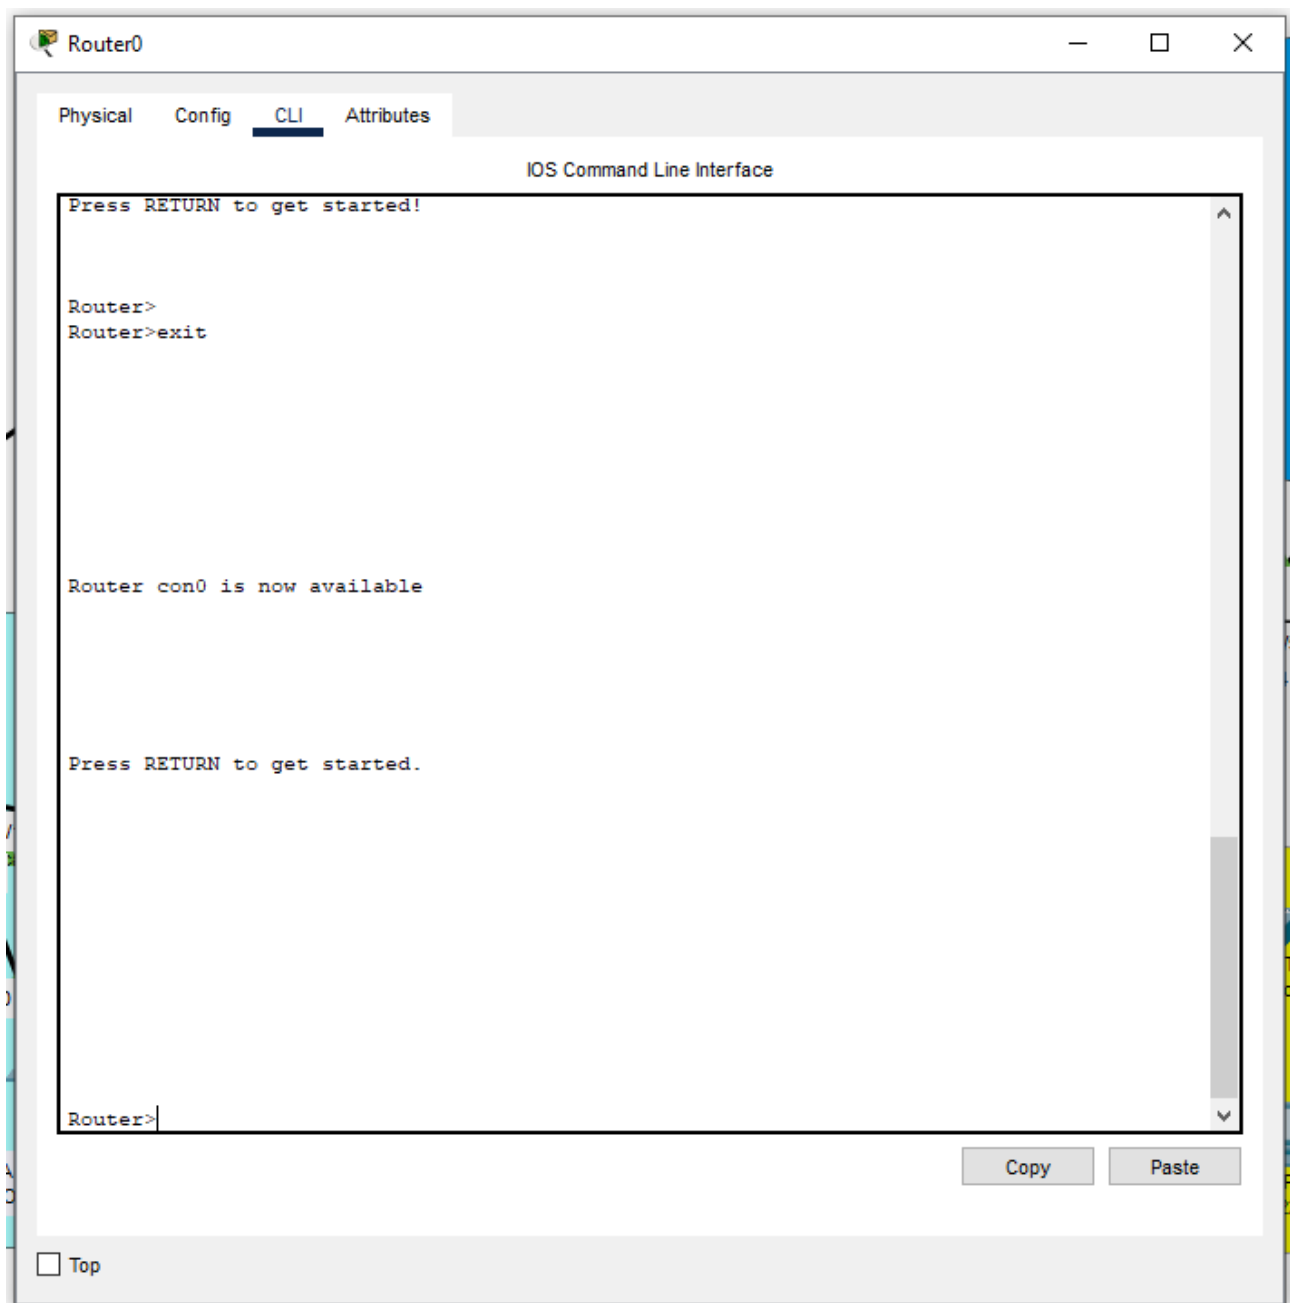 Router0
Physical Config CLI Attributes
IOS Command Line Interface
Press RETURN to get started!
Router>
Router>exit
Router con0 is now available
Press RETURN to get started.
Router>
Copy Paste
Top